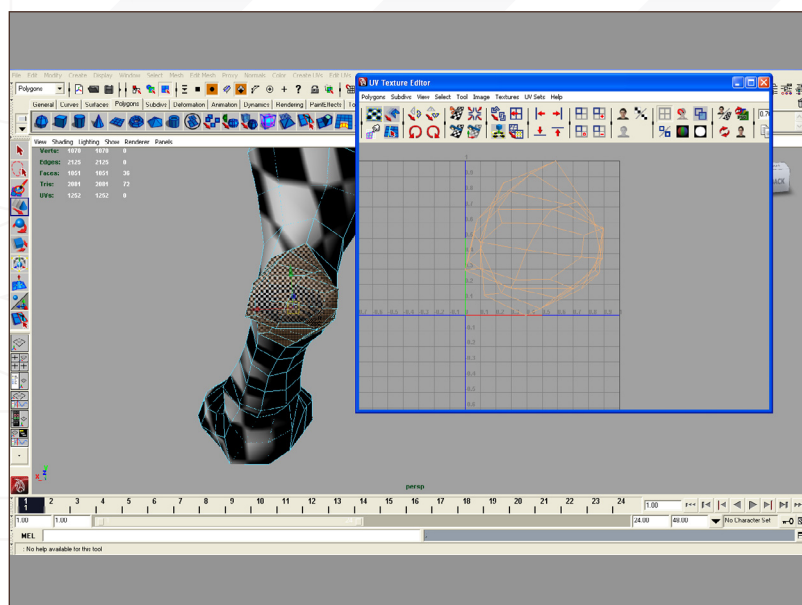 File Edit Modify Create Display Window Select Mesh Edit Mesh Proxy Normals Color Create UVs Edit UVs
Polygons
General Curves Surfaces Polygons Subdivs Deformation Animation Dynamics Rendering PaintEffects
View Shading Lighting Show Renderer Panels
Verts: 1070 1070 0
Edges: 2125 2125 0
Faces: 1051 1051 36
Tris: 2001 2001 72
UVs: 1252 1252 0
UV Texture Editor
Polygons Subdivs View Select Tool Image Textures UV Sets Help
persp
1 2 3 4 5 6 7 8 9 10 11 12 13 14 15 16 17 18 19 20 21 22 23 24
1
1.00
1.00 1.00 24.00 48.00 No Character Set
MEL
No help available for this tool